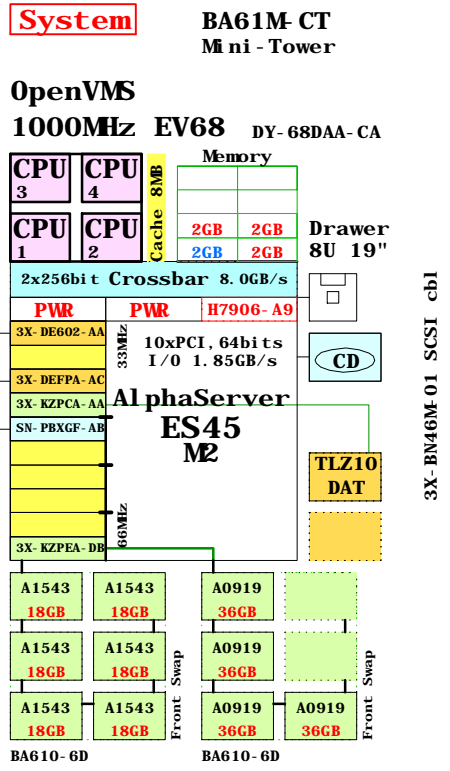 System
BA61M-CT
Mini-Tower
OpenVMS
1000MHz EV68 DY-68DAA-CA
CPU CPU
3 4
CPU CPU
1 2
Cache 8MB
Memory
2GB 2GB
2GB 2GB
Drawer
8U 19"
2x256bit Crossbar 8.0GB/s
PWR PWR H7906-A9
3X-DE602-AA
3X-DEFPA-AC
3X-KZPCA-AA
SN-PBXGF-AB
3X-KZPEA-DB
33MHz
66MHz
10xPCI,64bits
I/O 1.85GB/s
AlphaServer
ES45
M2
CD
TLZ10
DAT
3X-BN46M-01 SCSI cbl
A1543 A1543 A0919
18GB 18GB 36GB
A1543 A1543 A0919
18GB 18GB 36GB
A1543 A1543 A0919 A0919
18GB 18GB 36GB 36GB
Front Swap
Front Swap
BA610-6D BA610-6D